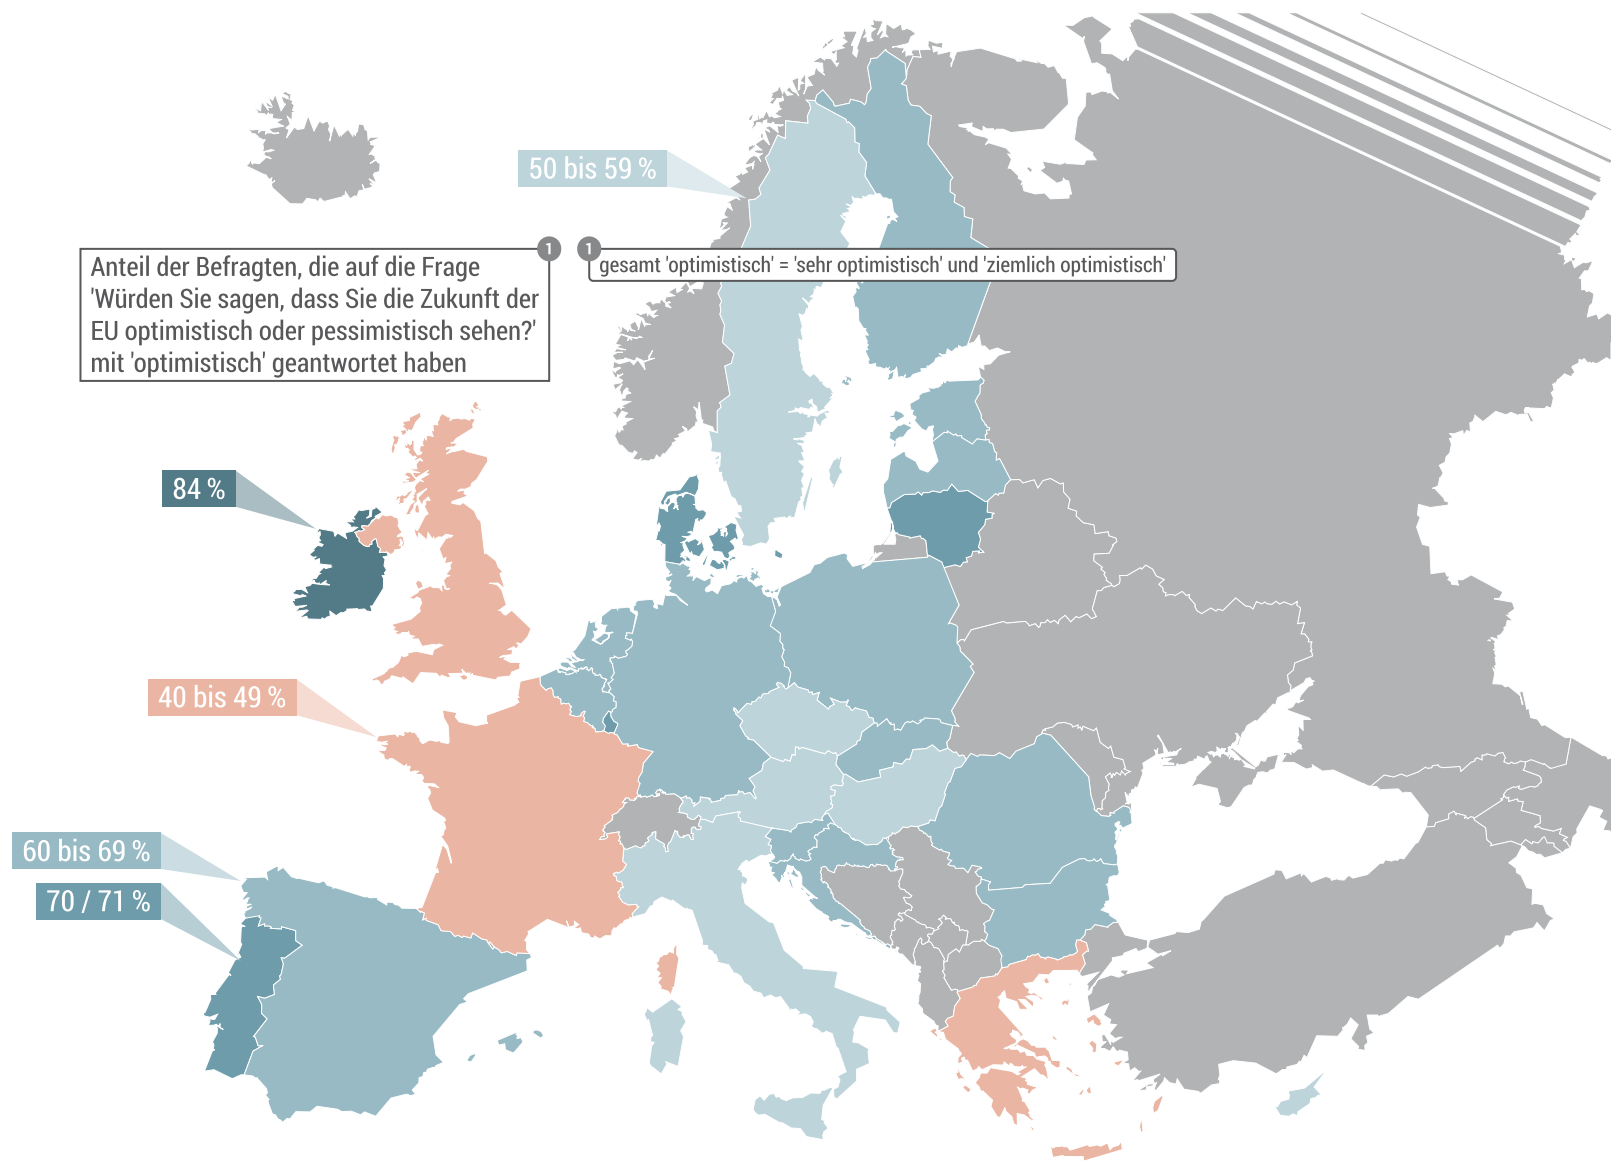 50 bis 59 %
1
1
Anteil der Befragten, die auf die Frage
'Würden Sie sagen, dass Sie die Zukunft der
EU optimistisch oder pessimistisch sehen?'
mit 'optimistisch' geantwortet haben
gesamt 'optimistisch' = 'sehr optimistisch' und 'ziemlich optimistisch'
84 %
40 bis 49 %
60 bis 69 %
70 / 71 %